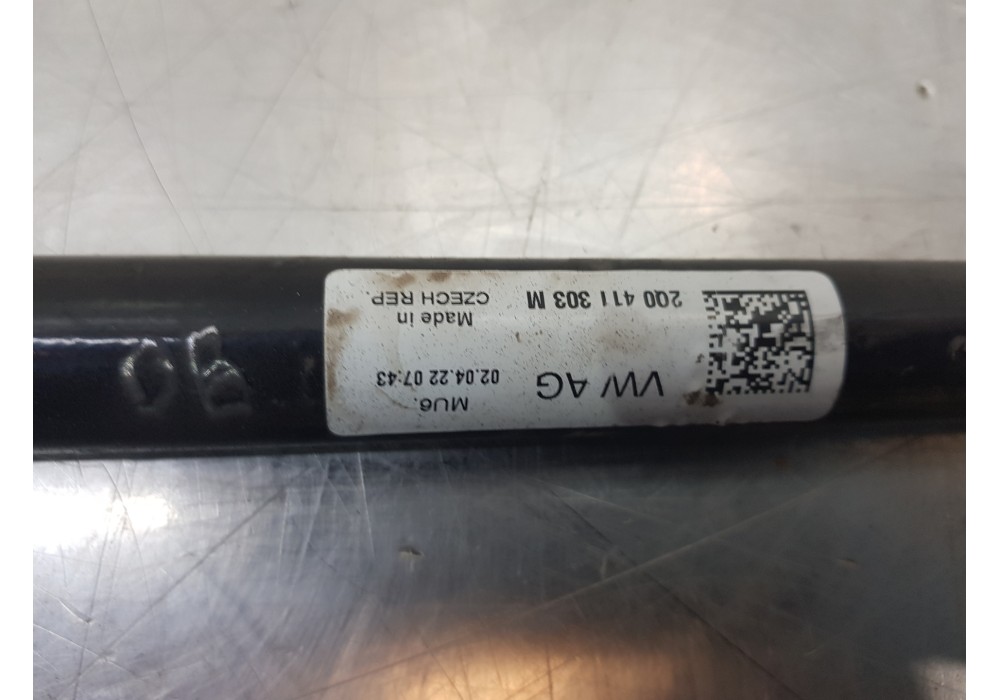 MU6.
VW AG 02.04.22 07:43
Made in
2Q0 411 303 M CZECH REP.